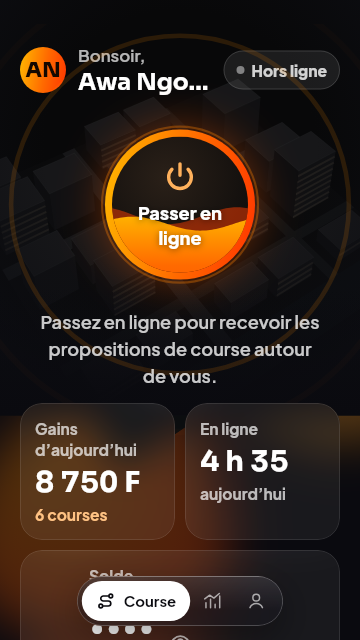 AN
Bonsoir,
Awa Ngo...
Hors ligne
Passer en
ligne
Passez en ligne pour recevoir les
propositions de course autour
de vous.
Gains
d’aujourd’hui
8 750 F
6 courses
En ligne
4 h 35
aujourd’hui
Solde
Course